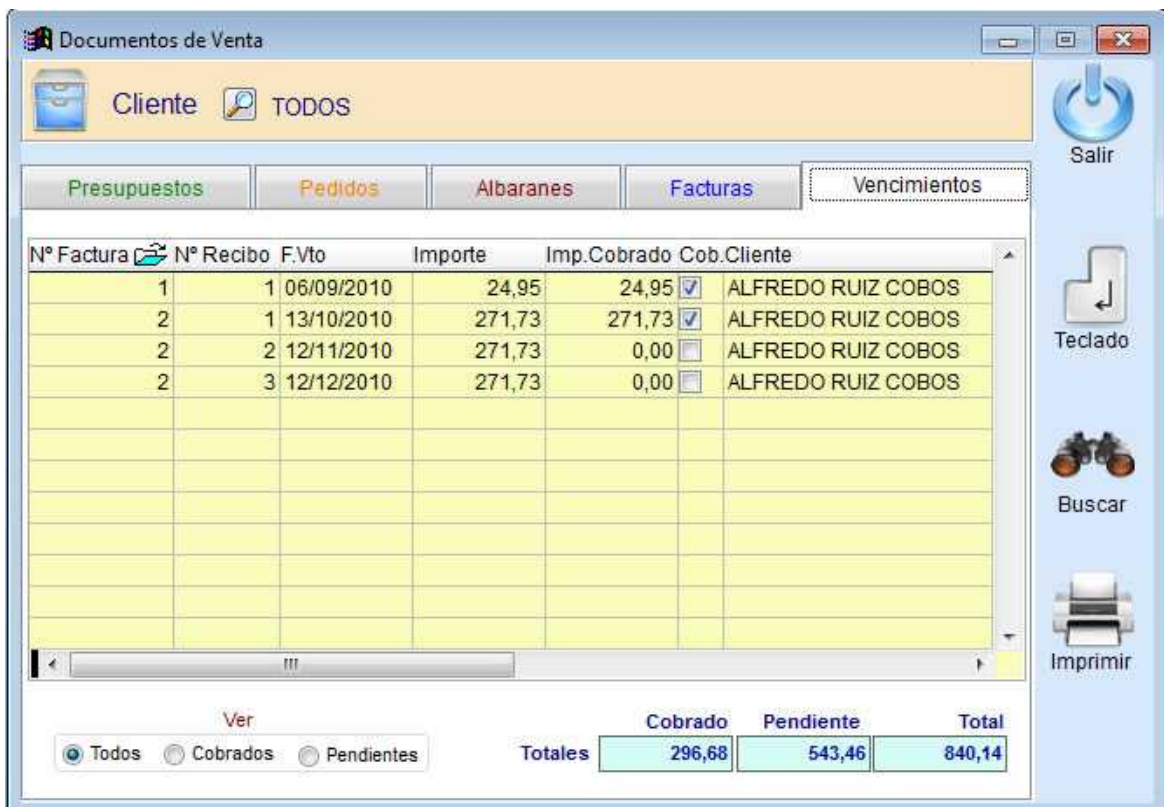 Documentos de Venta
Cliente TODOS
Salir
Presupuestos Pedidos Albaranes Facturas Vencimientos
Nº Factura Nº Recibo F.Vto Importe Imp.Cobrado Cob.Cliente
1 1 06/09/2010 24,95 24,95 ALFREDO RUIZ COBOS
2 1 13/10/2010 271,73 271,73 ALFREDO RUIZ COBOS
2 2 12/11/2010 271,73 0,00 ALFREDO RUIZ COBOS
2 3 12/12/2010 271,73 0,00 ALFREDO RUIZ COBOS
Teclado
Buscar
Imprimir
Ver
Todos Cobrados Pendientes
Cobrado Pendiente Total
Totales 296,68 543,46 840,14